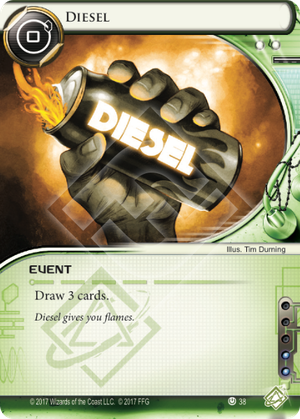 Diesel
DIESEL
Illus. Tim Durning
EVENT
Draw 3 cards.
Diesel gives you flames.
© 2017 Wizards of the Coast LLC. © 2017 FFG
38